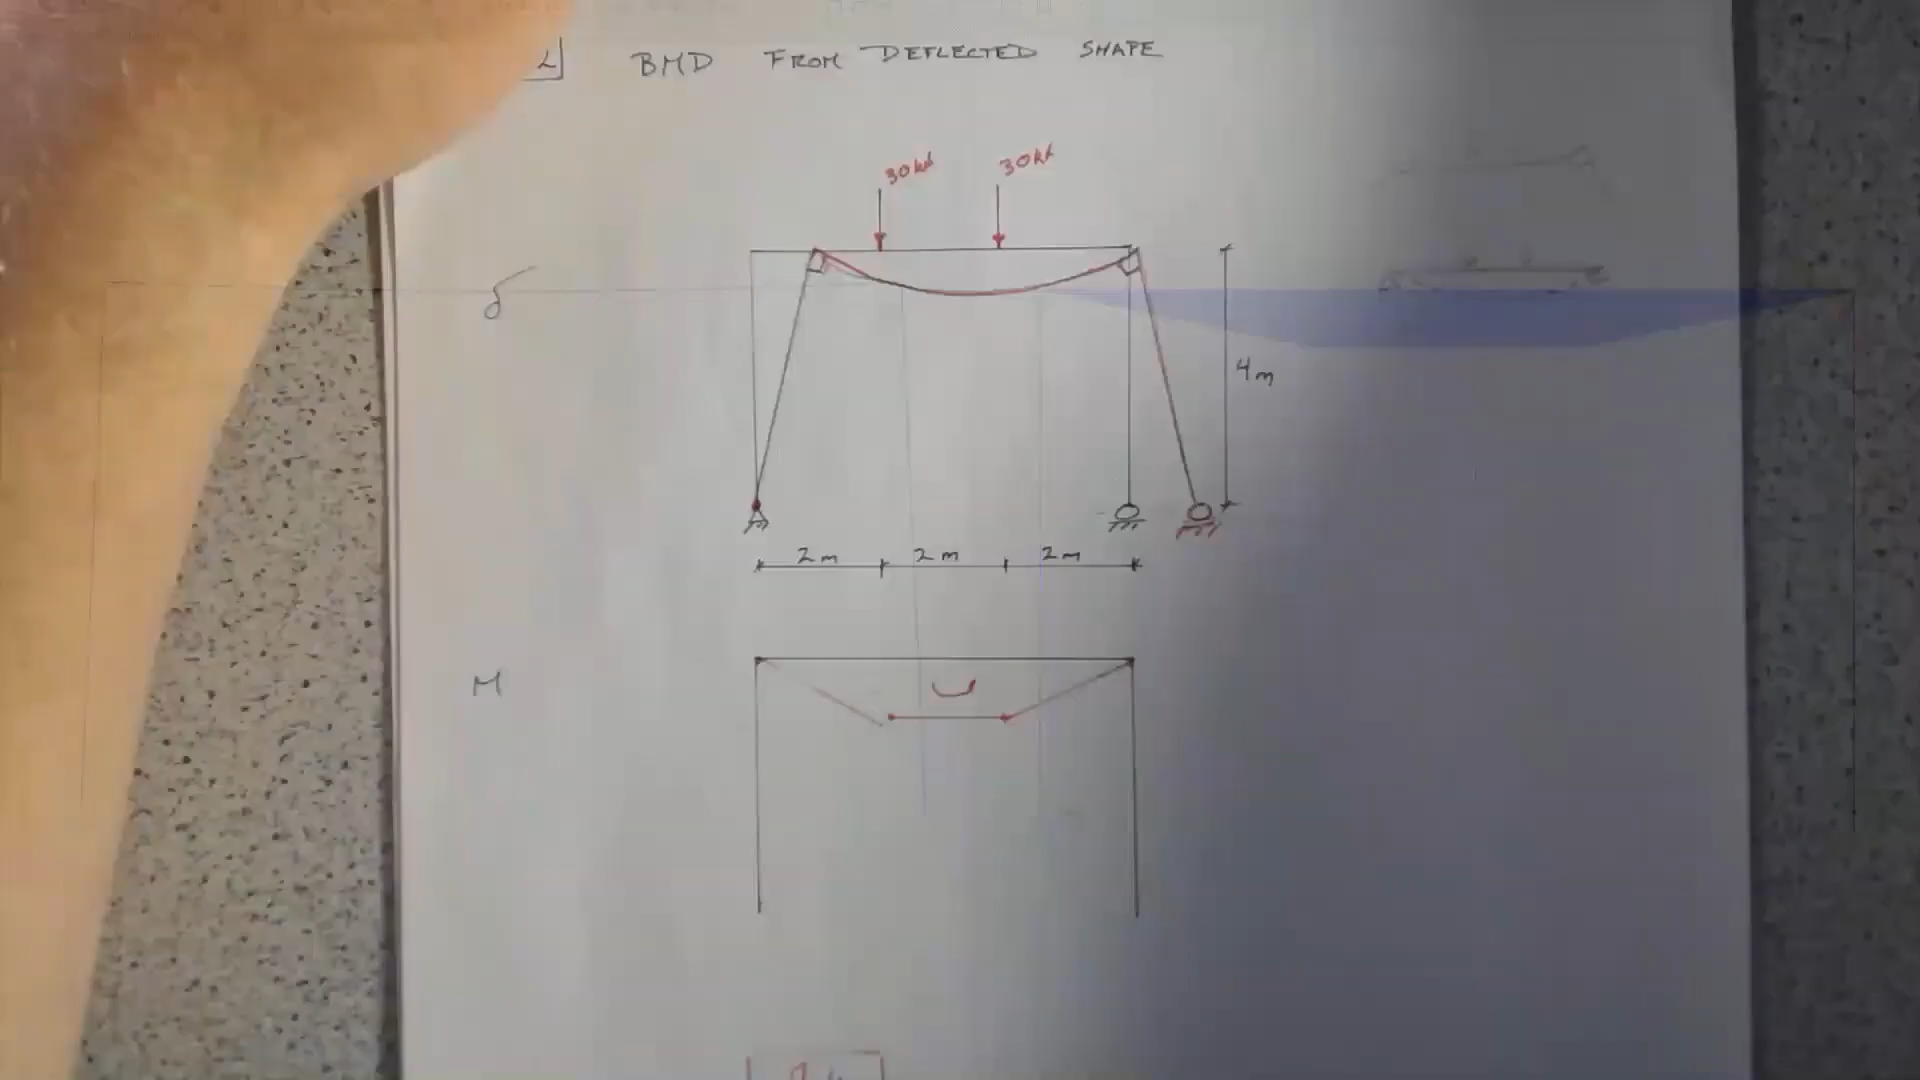 BMD FROM DEFLECTED SHAPE
30kN 30kN
δ
4m
2m 2m 2m
M